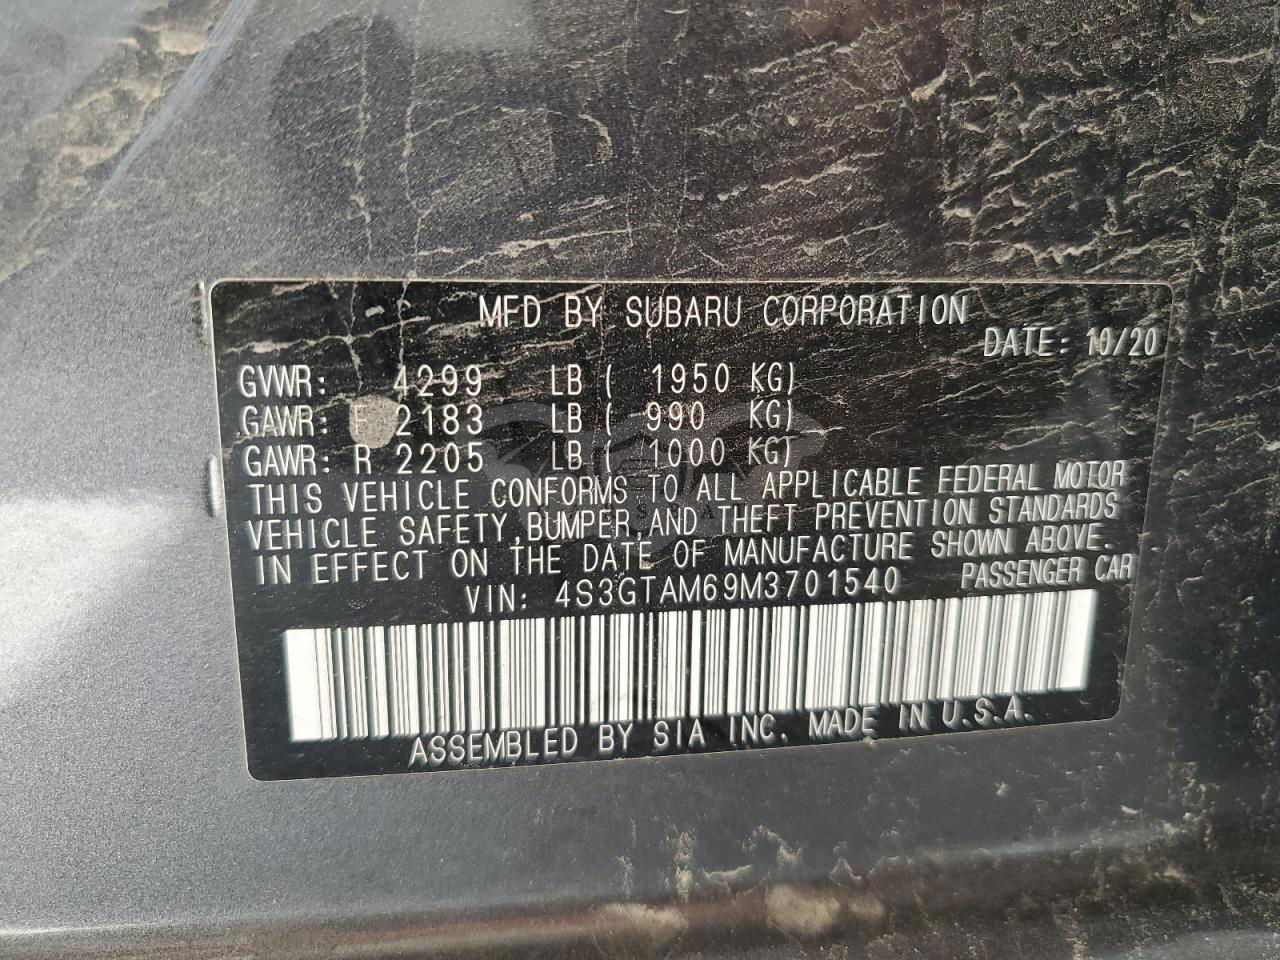 MFD BY SUBARU CORPORATION
DATE: 10/20
GVWR: 4299 LB ( 1950 KG)
GAWR: F 2183 LB ( 990 KG)
GAWR: R 2205 LB ( 1000 KG)
THIS VEHICLE CONFORMS TO ALL APPLICABLE FEDERAL MOTOR
VEHICLE SAFETY, BUMPER, AND THEFT PREVENTION STANDARDS
IN EFFECT ON THE DATE OF MANUFACTURE SHOWN ABOVE.
VIN: 4S3GTAM69M3701540 PASSENGER CAR
ASSEMBLED BY SIA INC. MADE IN U.S.A.